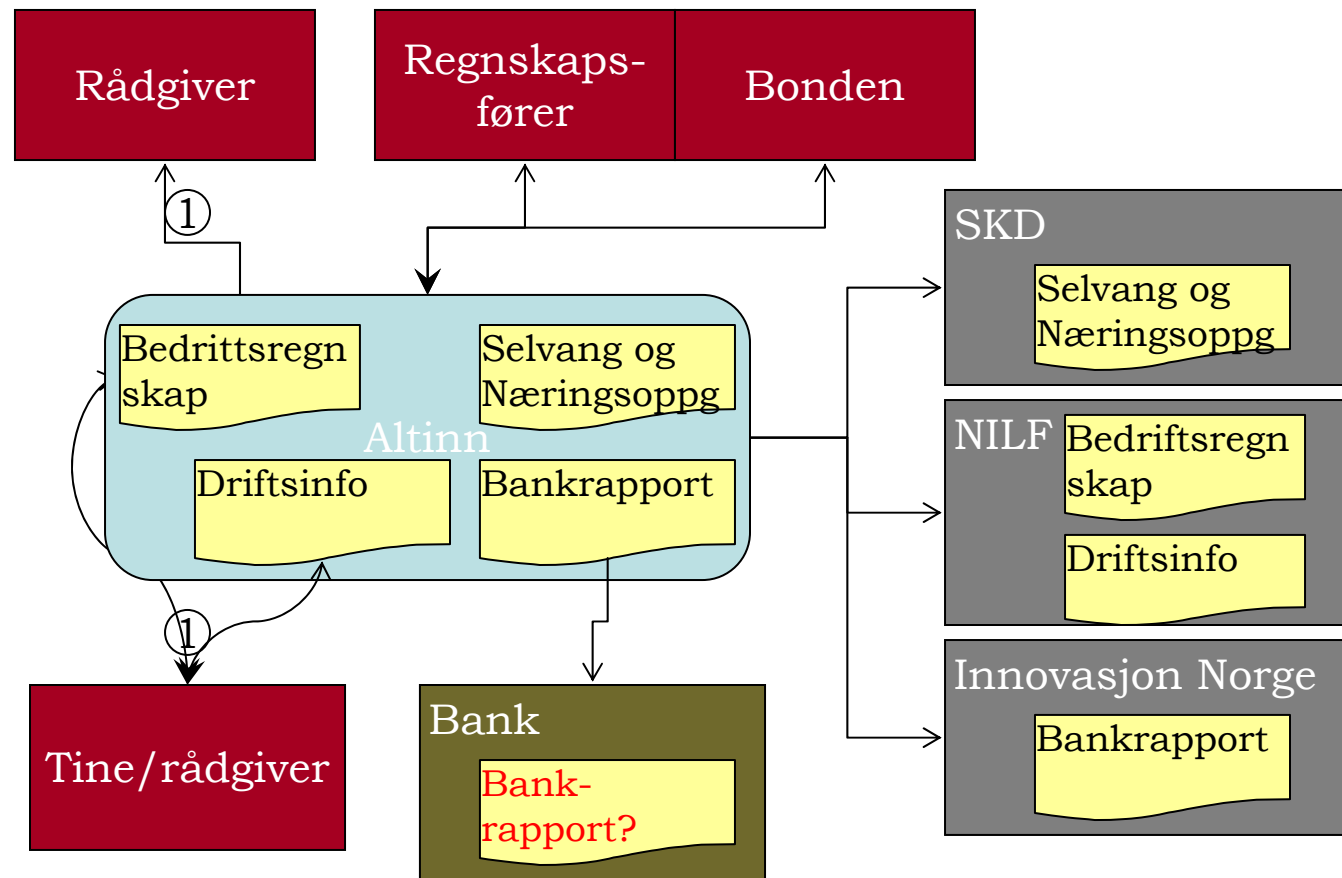 Rådgiver
Regnskaps-
fører
Bonden
①
SKD
Selvang og
Næringsoppg
Bedrittsregn
skap
Selvang og
Næringsoppg
Altinn
Driftsinfo
Bankrapport
NILF
Bedriftsregn
skap
Driftsinfo
①
Tine/rådgiver
Bank
Bank-
rapport?
Innovasjon Norge
Bankrapport